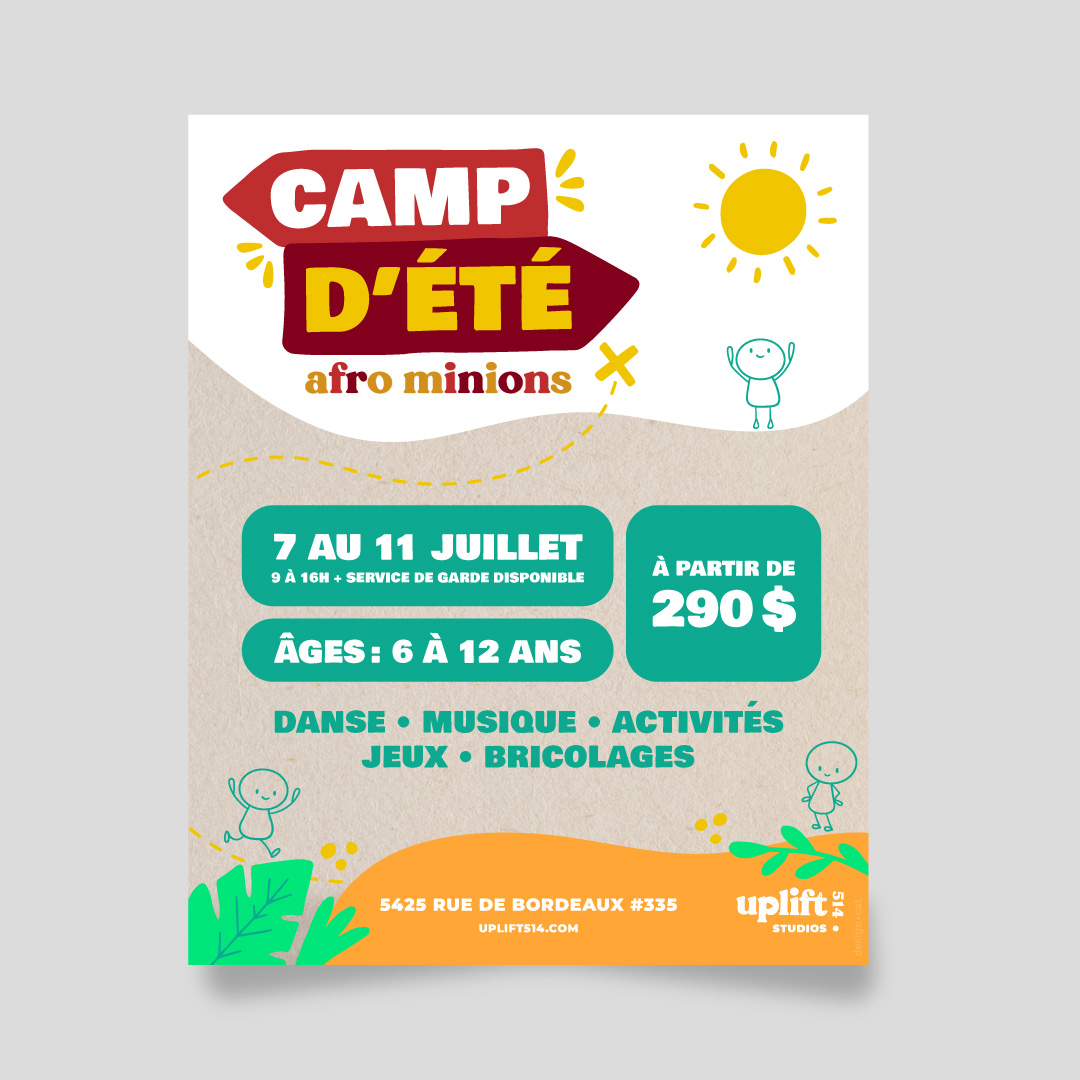 CAMP
D'ÉTÉ
afro minions
7 AU 11 JUILLET
9 À 16H + SERVICE DE GARDE DISPONIBLE
À PARTIR DE
290 $
ÂGES : 6 À 12 ANS
DANSE • MUSIQUE • ACTIVITÉS
JEUX • BRICOLAGES
5425 RUE DE BORDEAUX #335
UPLIFT514.COM
uplift
514
STUDIOS •